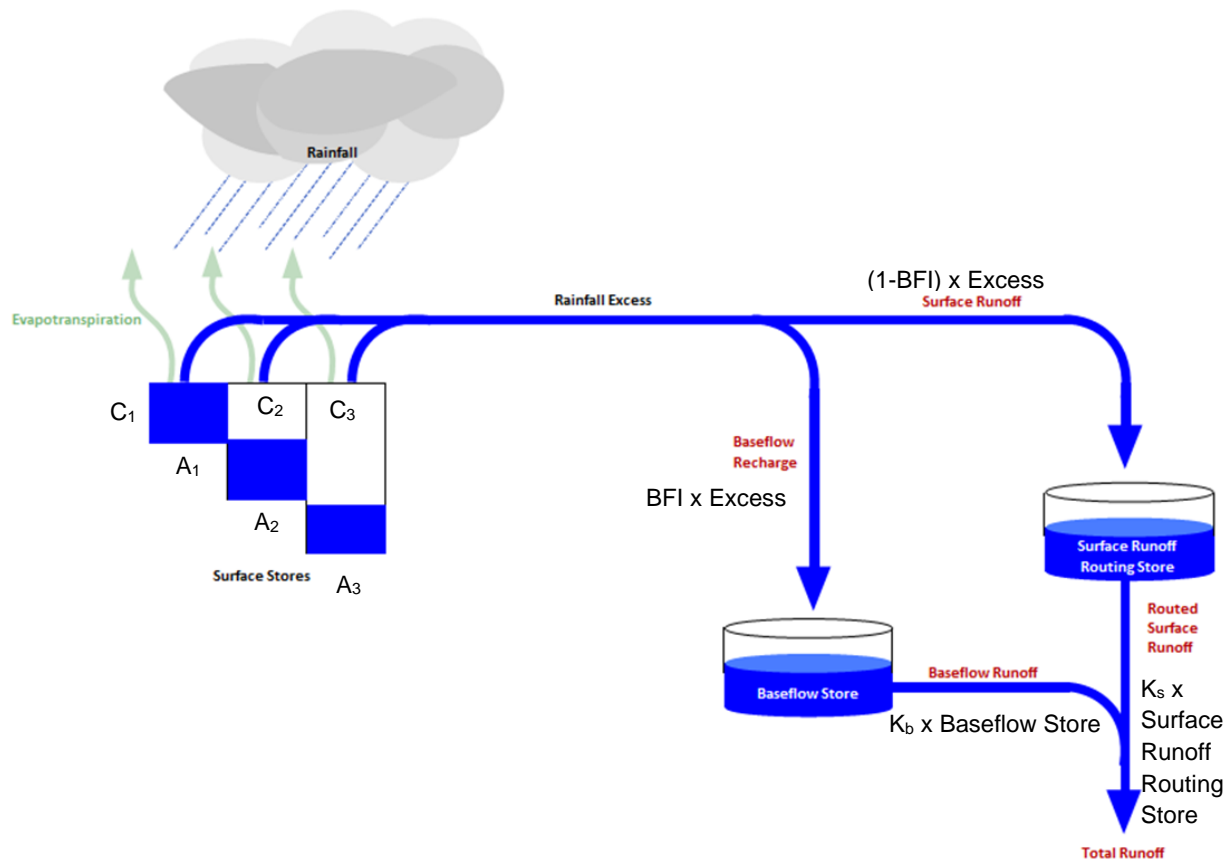 Rainfall
(1-BFI) x Excess
Rainfall Excess
Surface Runoff
Evapotranspiration
C₁
C₂
C₃
A₁
A₂
A₃
Surface Stores
Baseflow
Recharge
BFI x Excess
Surface Runoff
Routing Store
Routed
Surface
Runoff
Baseflow Store
Baseflow Runoff
K_b x Baseflow Store
K_s x
Surface
Runoff
Routing
Store
Total Runoff